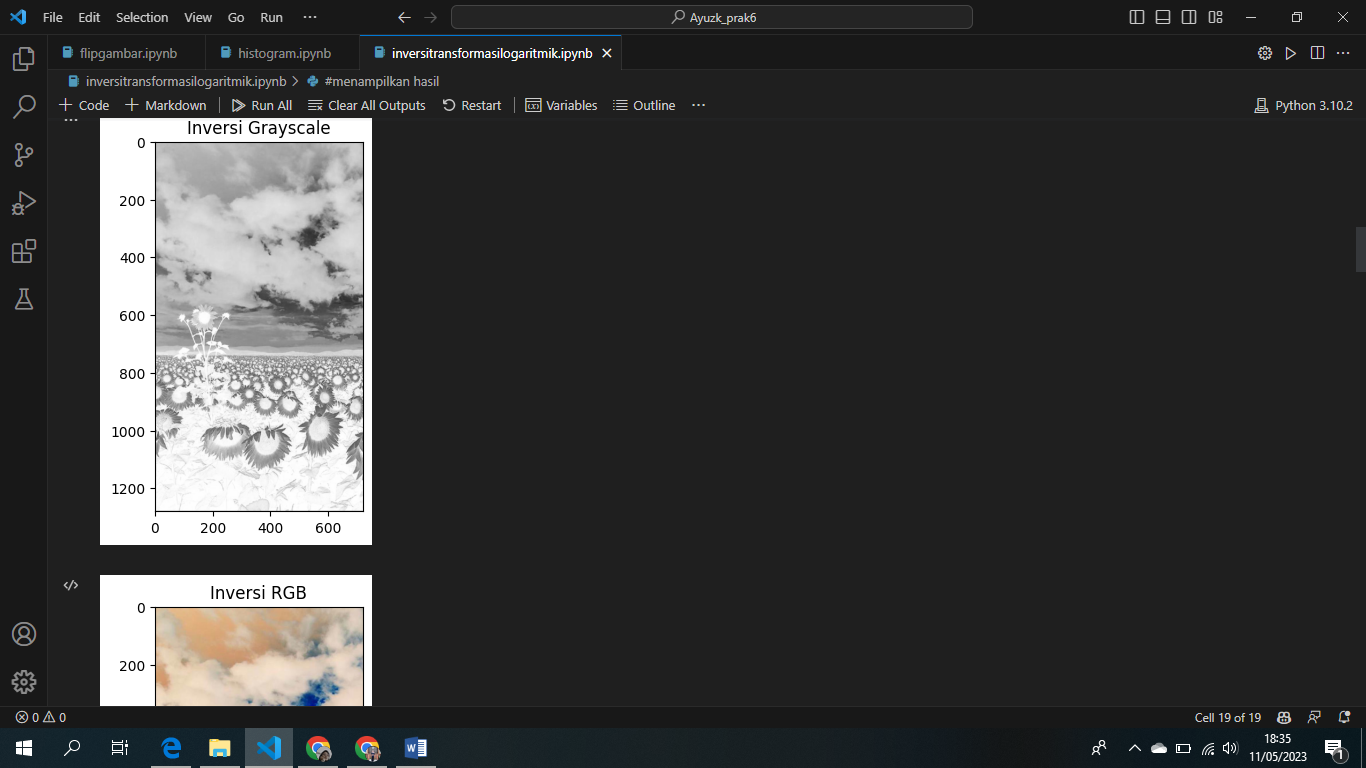 File Edit Selection View Go Run ··· Ayuzk_prak6
flipgambar.ipynb histogram.ipynb inversitransformasilogaritmik.ipynb
inversitransformasilogaritmik.ipynb > #menampilkan hasil
+ Code + Markdown Run All Clear All Outputs Restart Variables Outline ··· Python 3.10.2
Inversi Grayscale
0
200
400
600
800
1000
1200
0 200 400 600
Inversi RGB
0
200
0 0 Cell 19 of 19
18:35
11/05/2023 1